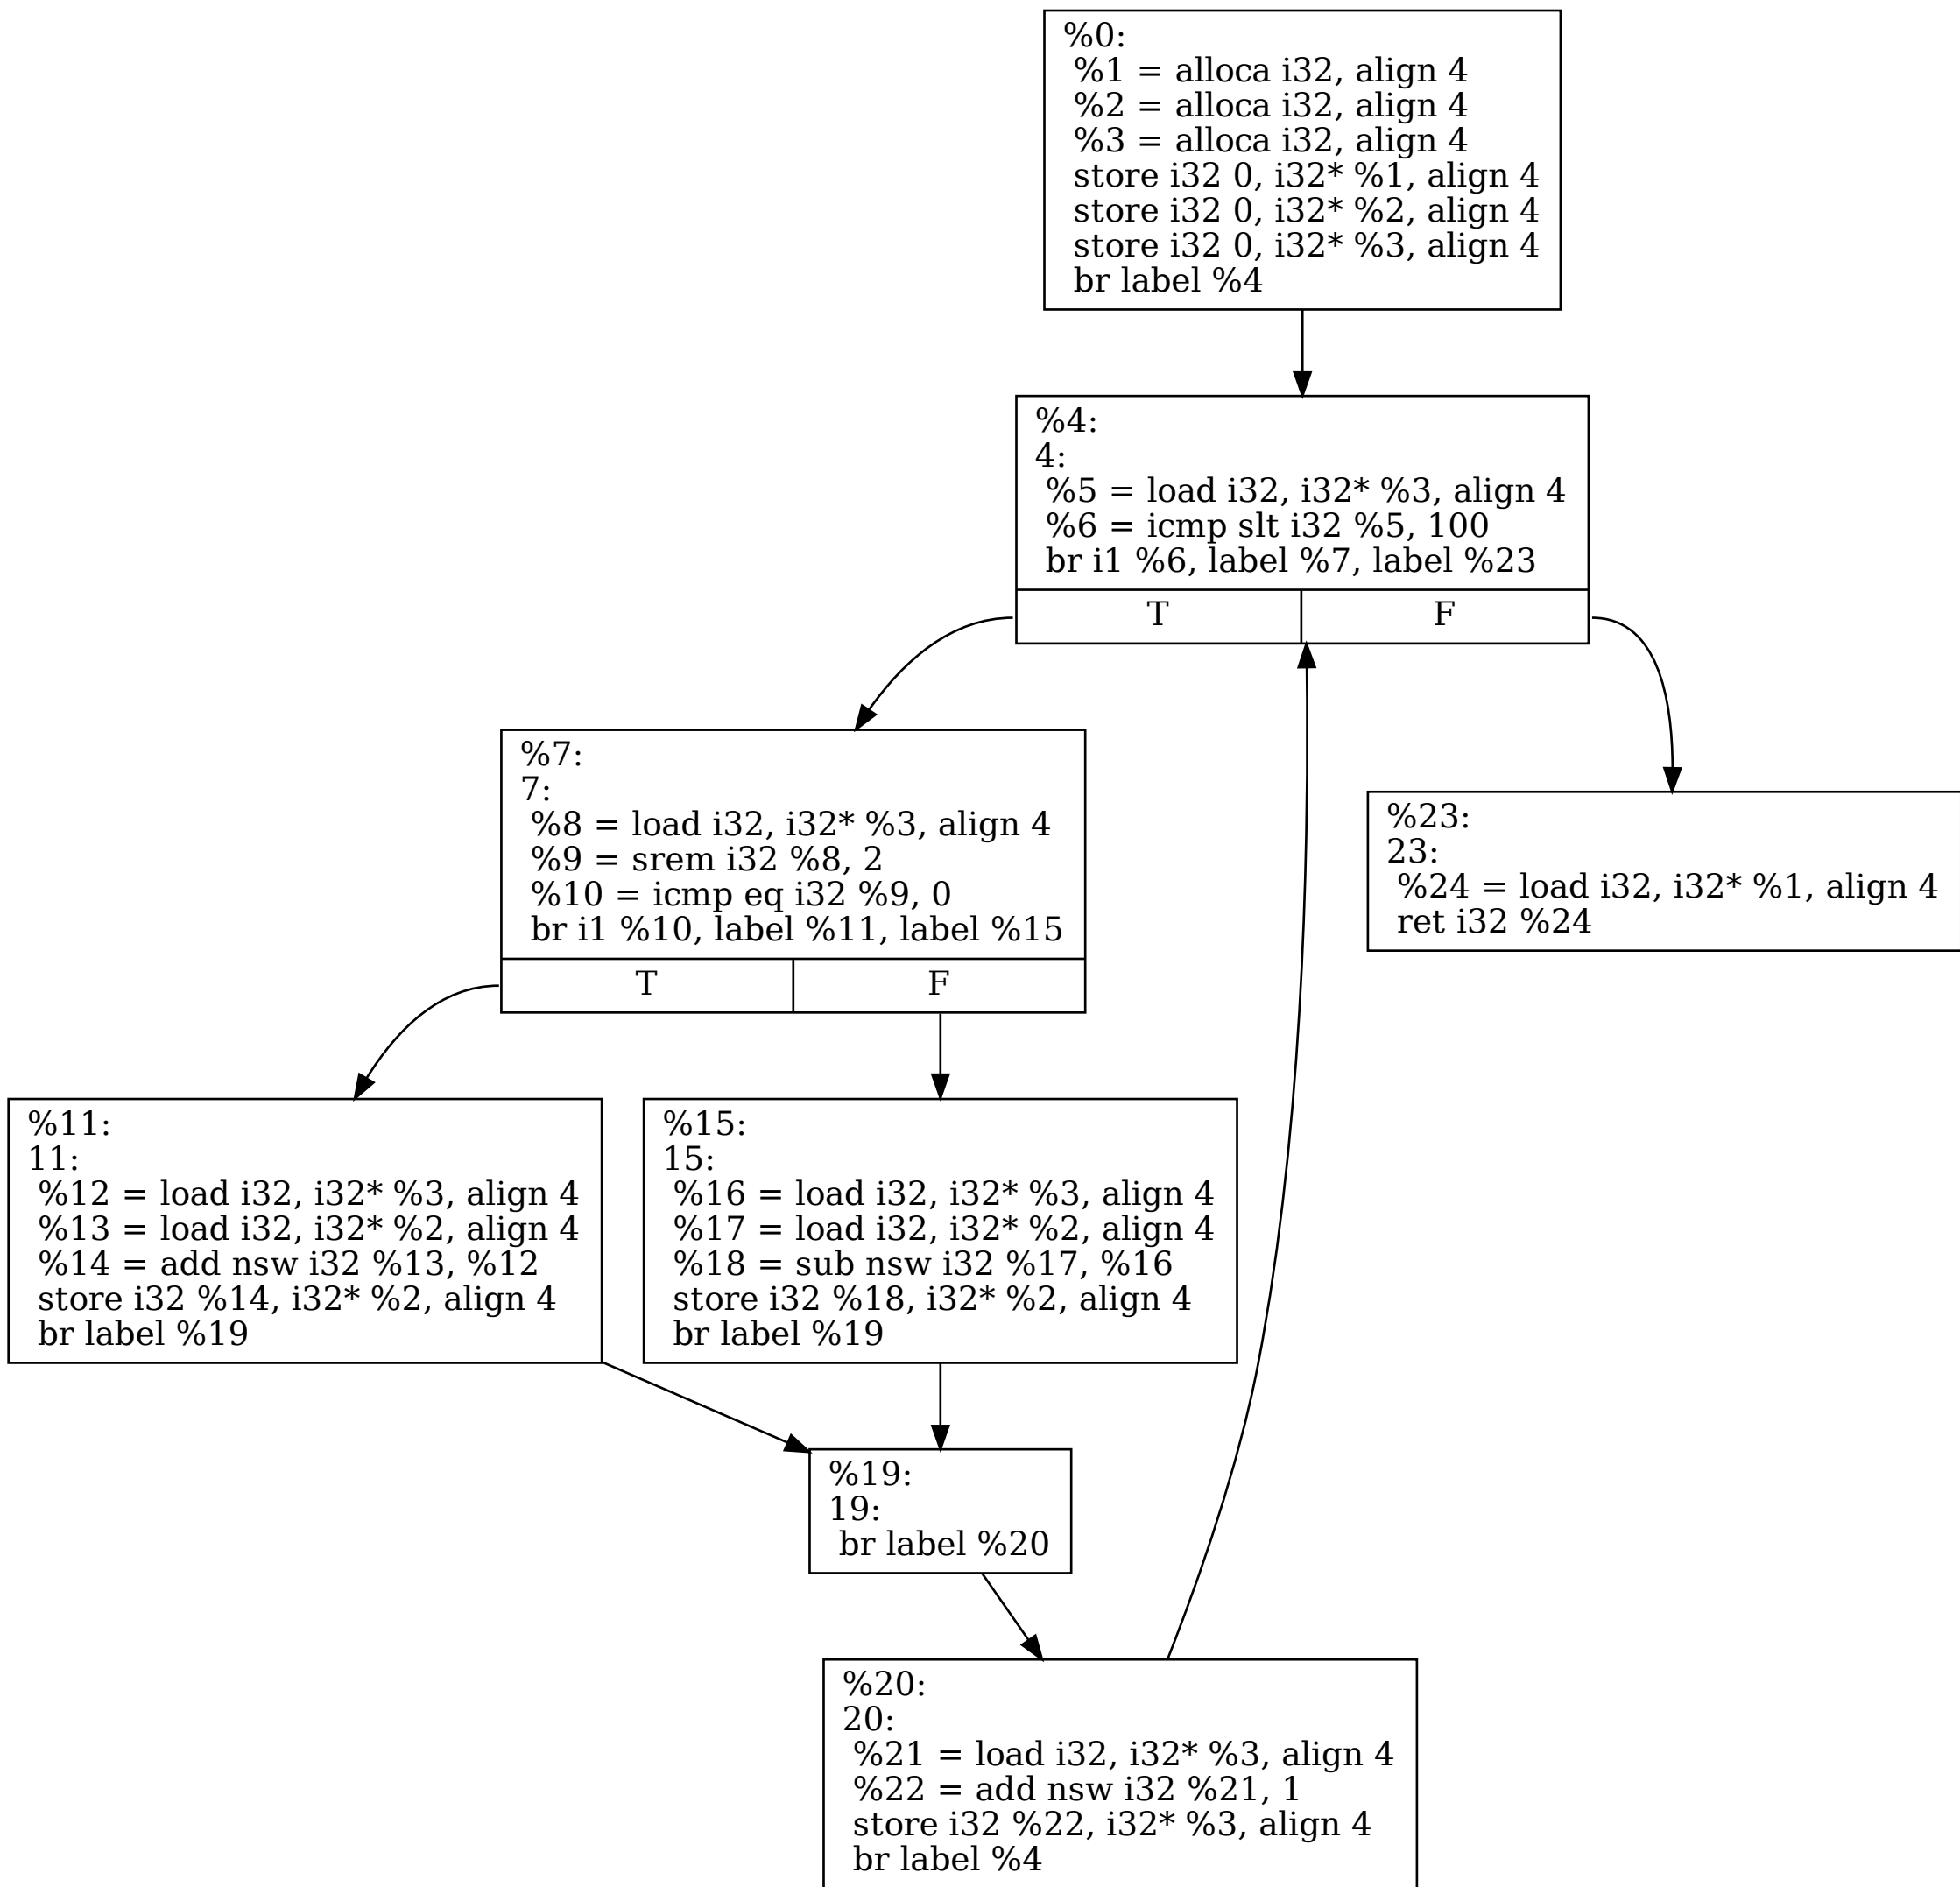 %0:
%1 = alloca i32, align 4
%2 = alloca i32, align 4
%3 = alloca i32, align 4
store i32 0, i32* %1, align 4
store i32 0, i32* %2, align 4
store i32 0, i32* %3, align 4
br label %4
%4:
4:
%5 = load i32, i32* %3, align 4
%6 = icmp slt i32 %5, 100
br i1 %6, label %7, label %23
T F
%7:
7:
%8 = load i32, i32* %3, align 4
%9 = srem i32 %8, 2
%10 = icmp eq i32 %9, 0
br i1 %10, label %11, label %15
T F
%23:
23:
%24 = load i32, i32* %1, align 4
ret i32 %24
%11:
11:
%12 = load i32, i32* %3, align 4
%13 = load i32, i32* %2, align 4
%14 = add nsw i32 %13, %12
store i32 %14, i32* %2, align 4
br label %19
%15:
15:
%16 = load i32, i32* %3, align 4
%17 = load i32, i32* %2, align 4
%18 = sub nsw i32 %17, %16
store i32 %18, i32* %2, align 4
br label %19
%19:
19:
br label %20
%20:
20:
%21 = load i32, i32* %3, align 4
%22 = add nsw i32 %21, 1
store i32 %22, i32* %3, align 4
br label %4